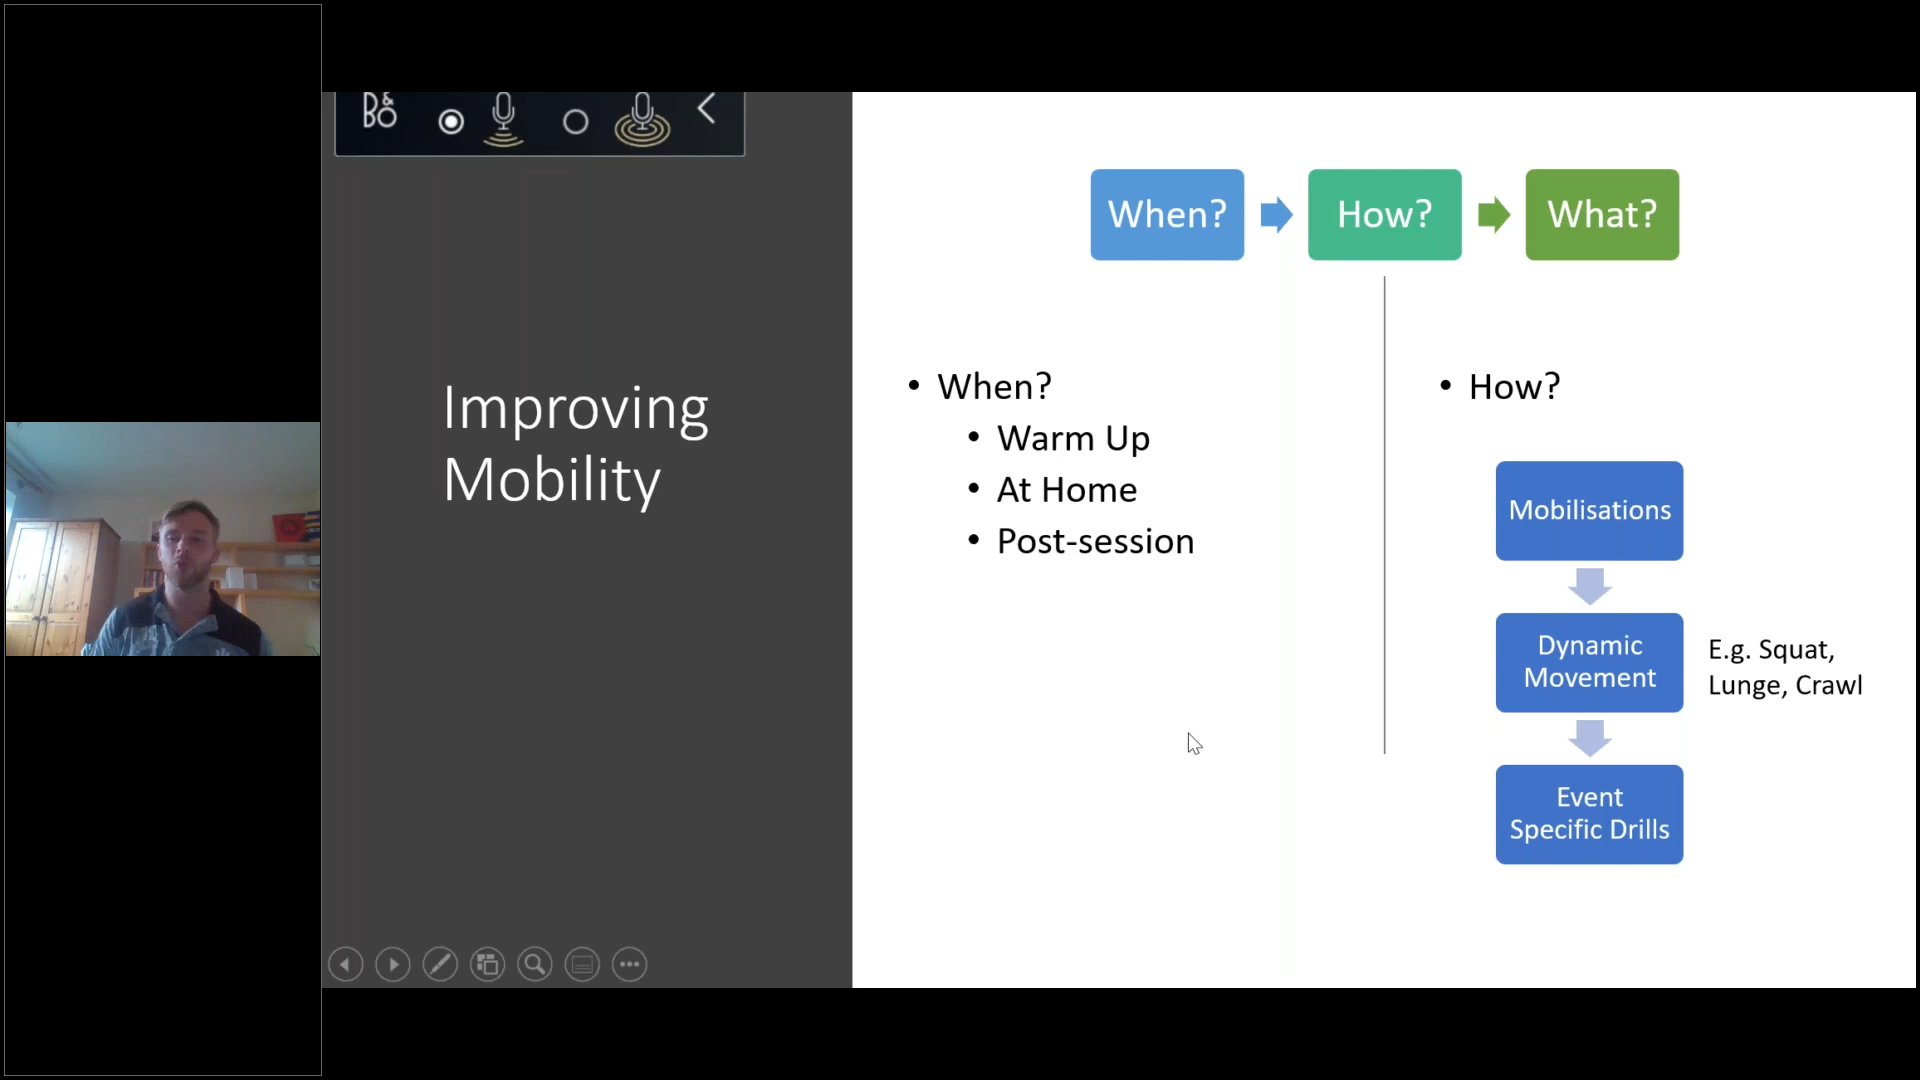 B&O
When?
How?
What?
Improving
Mobility
• When?
• Warm Up
• At Home
• Post-session
• How?
Mobilisations
Dynamic
Movement
E.g. Squat,
Lunge, Crawl
Event
Specific Drills